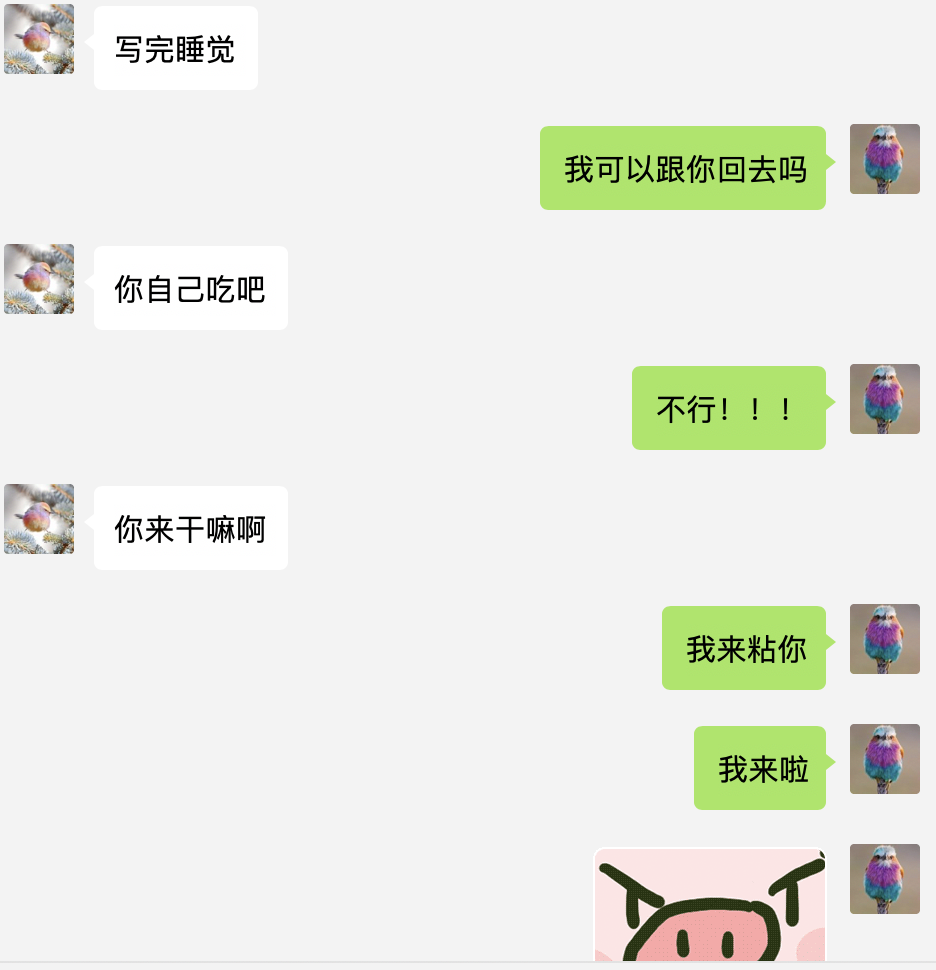 写完睡觉
我可以跟你回去吗
你自己吃吧
不行！！！
你来干嘛啊
我来粘你
我来啦